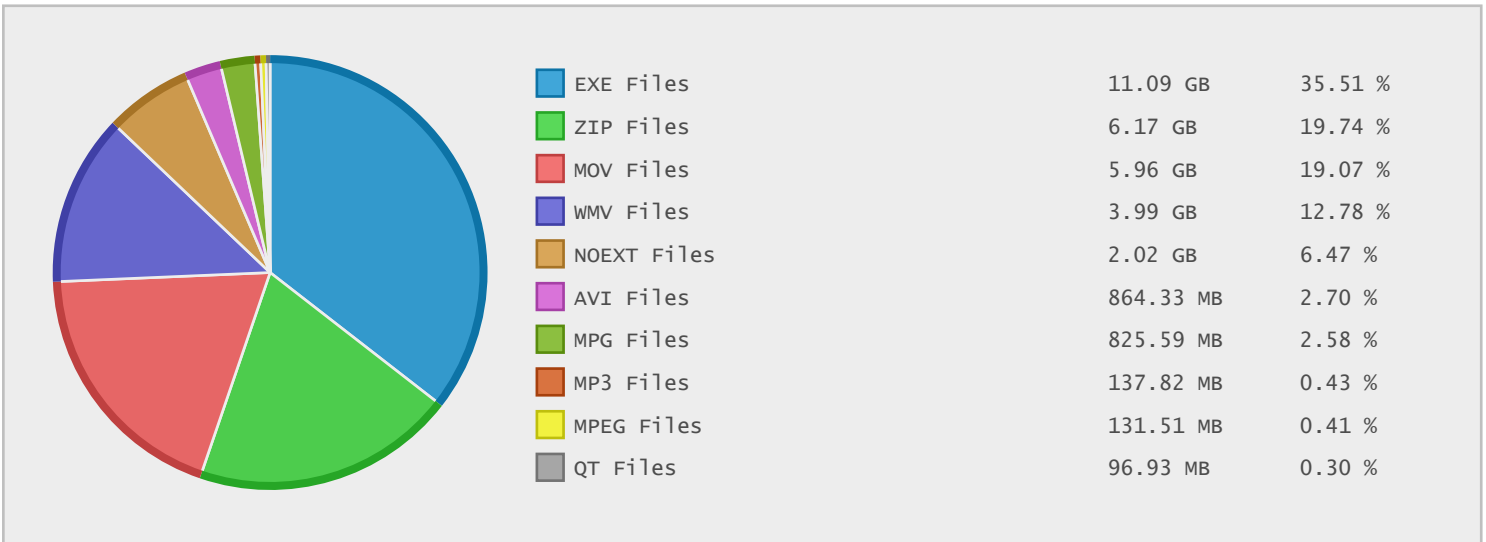 EXE Files 11.09 GB 35.51 %
ZIP Files 6.17 GB 19.74 %
MOV Files 5.96 GB 19.07 %
WMV Files 3.99 GB 12.78 %
NOEXT Files 2.02 GB 6.47 %
AVI Files 864.33 MB 2.70 %
MPG Files 825.59 MB 2.58 %
MP3 Files 137.82 MB 0.43 %
MPEG Files 131.51 MB 0.41 %
QT Files 96.93 MB 0.30 %